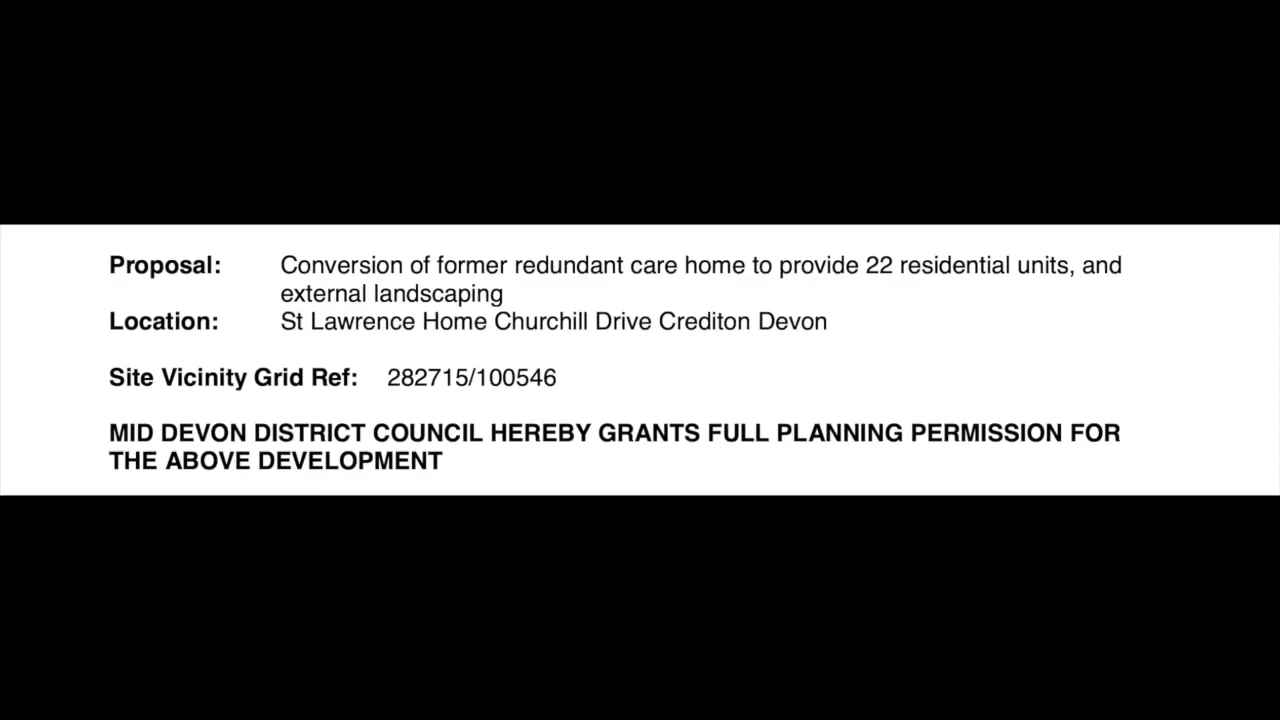 Proposal: Conversion of former redundant care home to provide 22 residential units, and
external landscaping
Location: St Lawrence Home Churchill Drive Crediton Devon
Site Vicinity Grid Ref: 282715/100546
MID DEVON DISTRICT COUNCIL HEREBY GRANTS FULL PLANNING PERMISSION FOR
THE ABOVE DEVELOPMENT